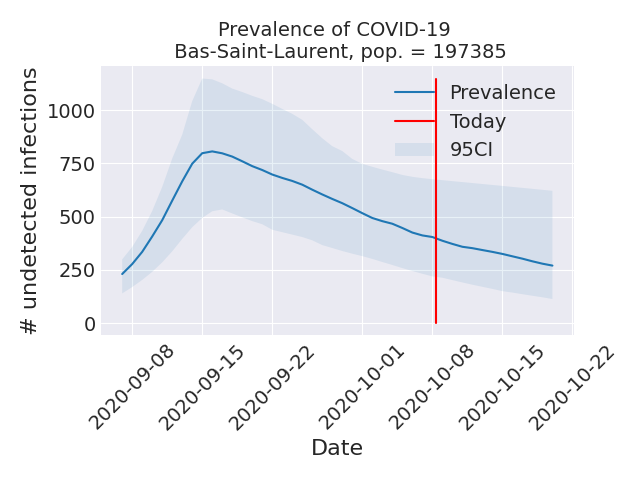 Prevalence of COVID-19
Bas-Saint-Laurent, pop. = 197385
# undetected infections
1000
750
500
250
0
Prevalence
Today
95CI
2020-09-08
2020-09-15
2020-09-22
2020-10-01
2020-10-08
2020-10-15
2020-10-22
Date